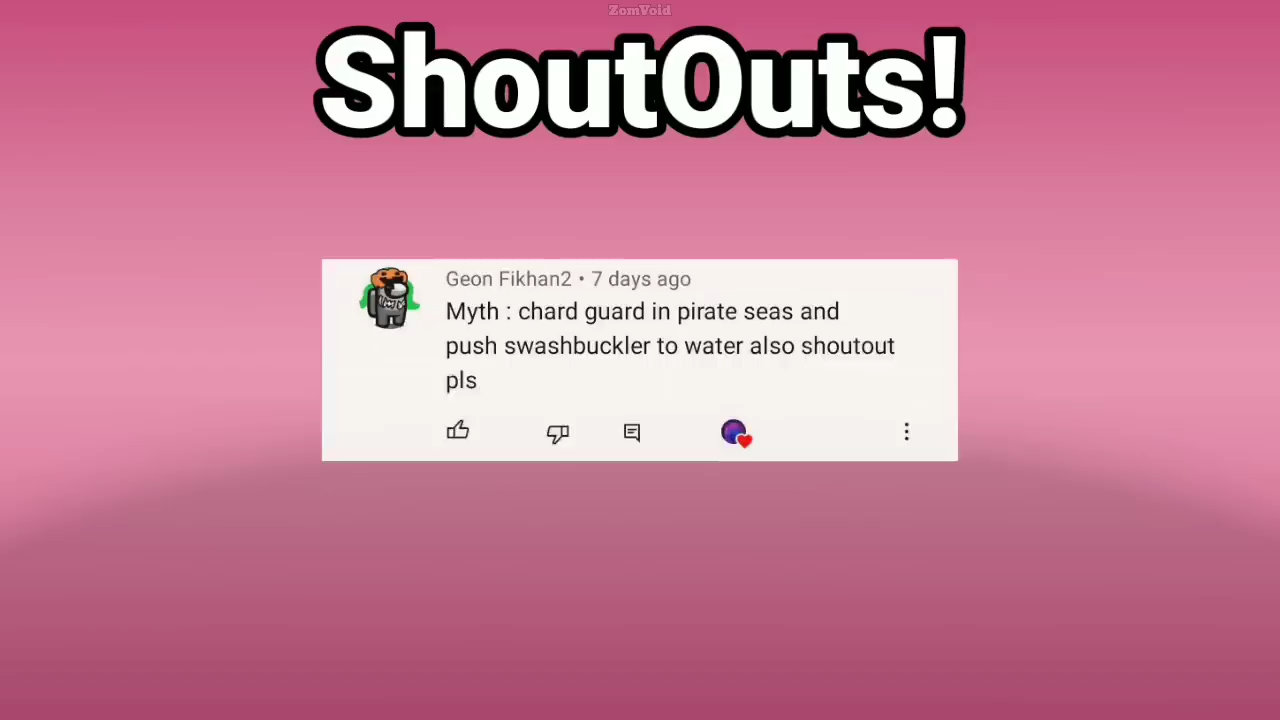 ZomVoid
ShoutOuts!
Geon Fikhan2 • 7 days ago
Myth : chard guard in pirate seas and
push swashbuckler to water also shoutout
pls